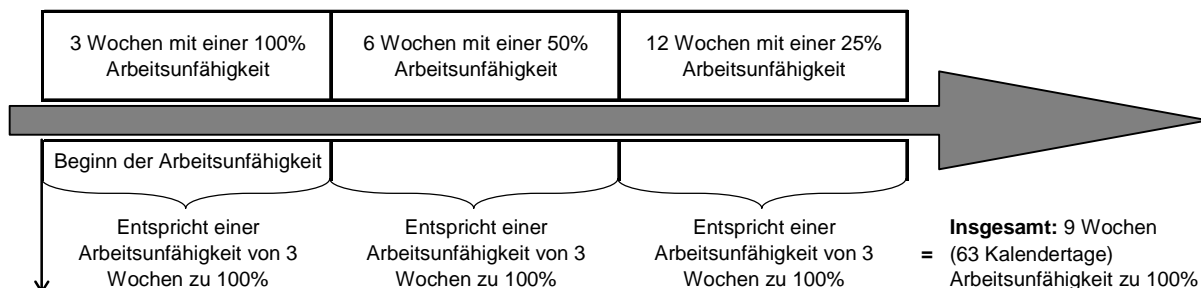 3 Wochen mit einer 100%
Arbeitsunfähigkeit
6 Wochen mit einer 50%
Arbeitsunfähigkeit
12 Wochen mit einer 25%
Arbeitsunfähigkeit
Beginn der Arbeitsunfähigkeit
Entspricht einer
Arbeitsunfähigkeit von 3
Wochen zu 100%
Entspricht einer
Arbeitsunfähigkeit von 3
Wochen zu 100%
Entspricht einer
Arbeitsunfähigkeit von 3
Wochen zu 100%
Insgesamt: 9 Wochen
= (63 Kalendertage)
Arbeitsunfähigkeit zu 100%